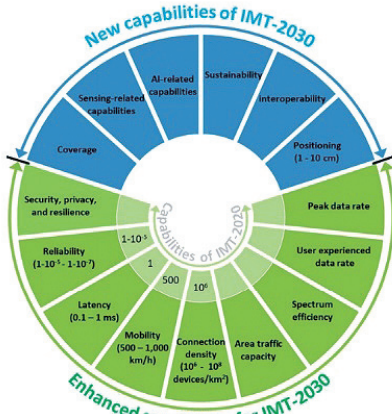 New capabilities of IMT-2030
Coverage
Sensing-related
capabilities
AI-related
capabilities
Sustainability
Interoperability
Positioning
(1 - 10 cm)
Security, privacy,
and resilience
Reliability
(1-10⁻⁵ - 1-10⁻⁷)
Latency
(0.1 – 1 ms)
Mobility
(500 – 1,000
km/h)
Connection
density
(10⁶ - 10⁸
devices/km²)
Area traffic
capacity
Spectrum
efficiency
User experienced
data rate
Peak data rate
Capabilities of IMT-2020
1-10⁻⁵
1
500
10⁶
Enhanced
IMT-2030